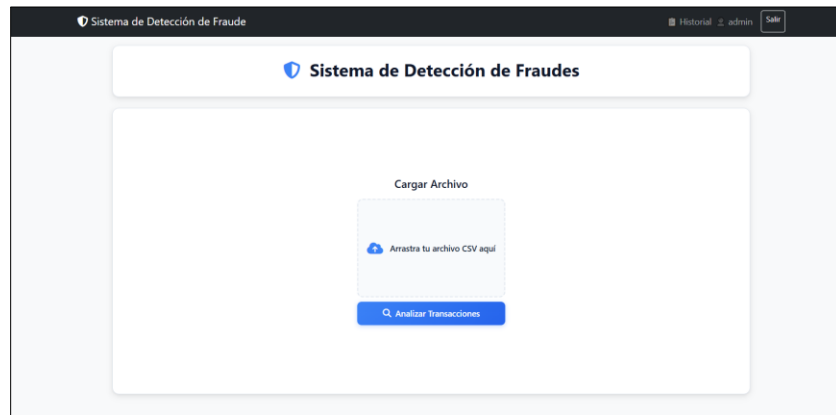 Sistema de Detección de Fraude
Historial admin Salir
Sistema de Detección de Fraudes
Cargar Archivo
Arrastra tu archivo CSV aquí
Analizar Transacciones